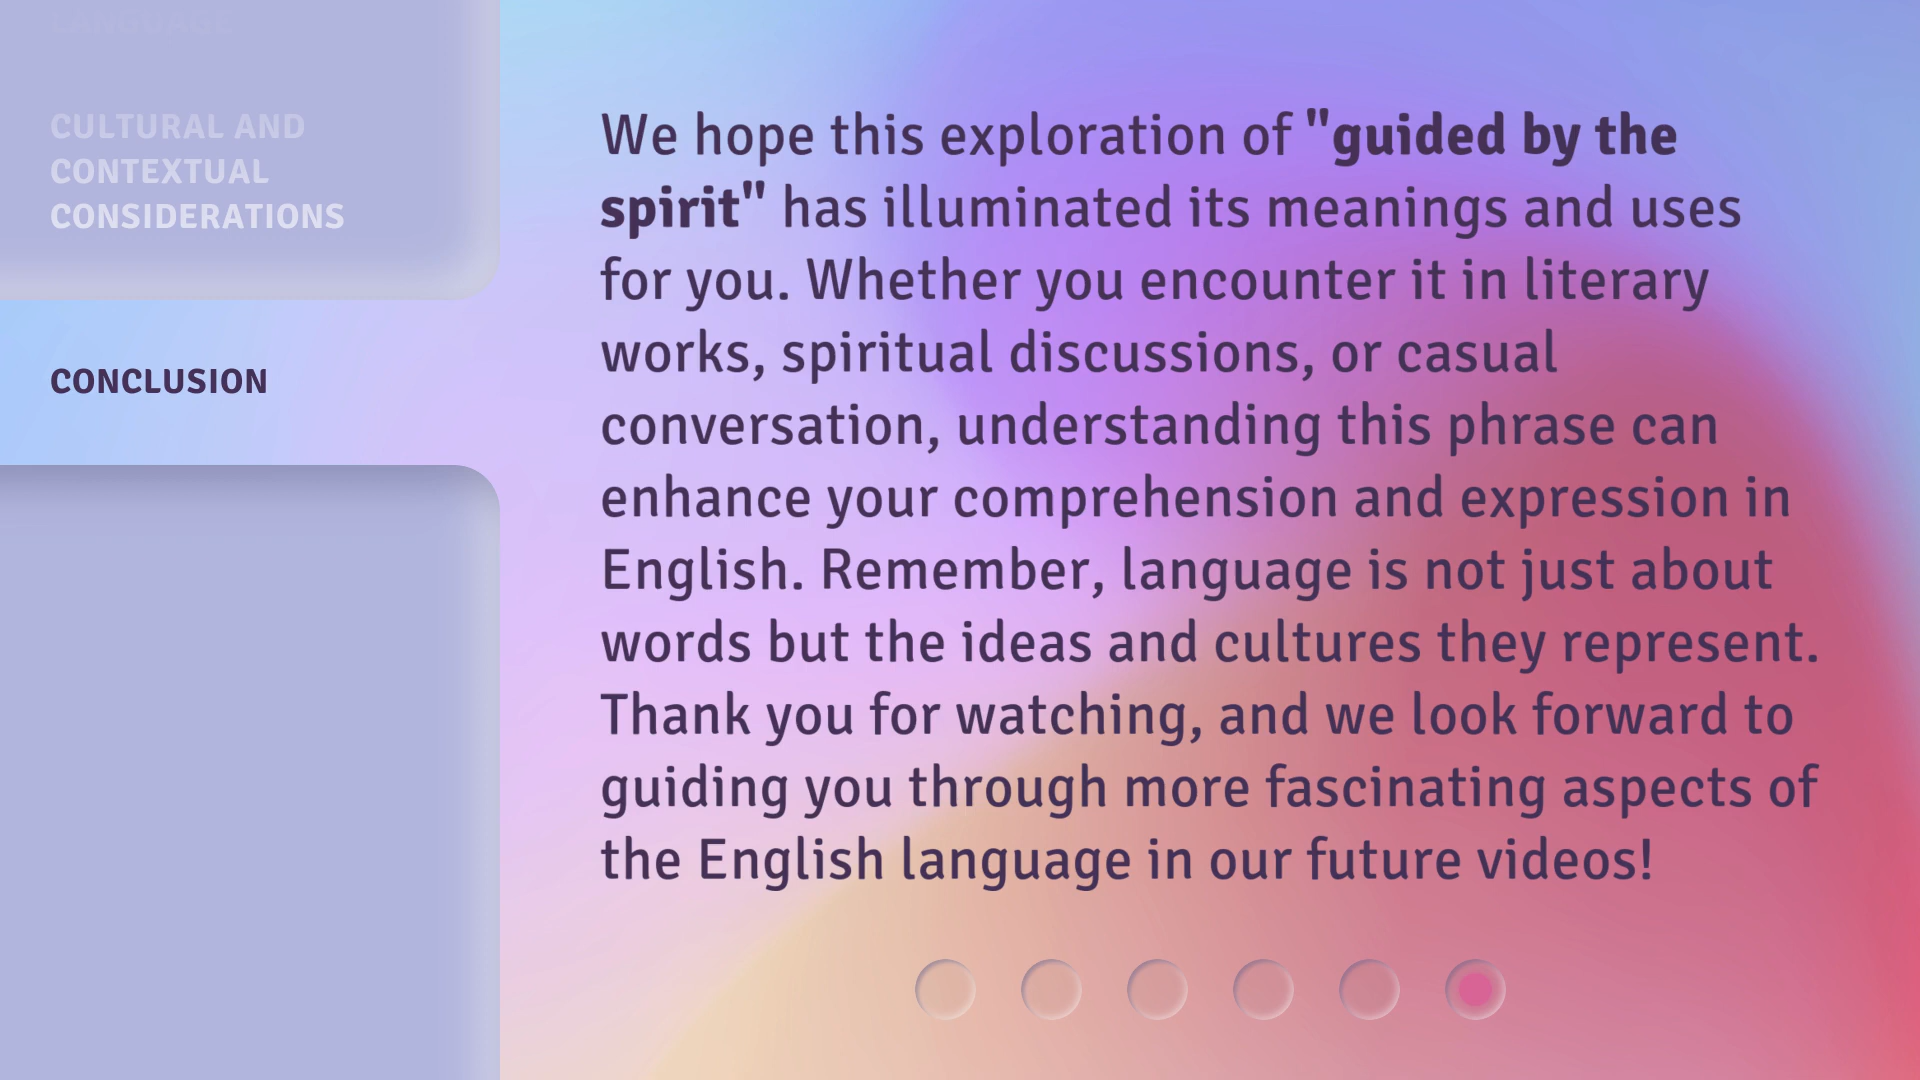 LANGUAGE
CULTURAL AND
CONTEXTUAL
CONSIDERATIONS
CONCLUSION
We hope this exploration of "guided by the
spirit" has illuminated its meanings and uses
for you. Whether you encounter it in literary
works, spiritual discussions, or casual
conversation, understanding this phrase can
enhance your comprehension and expression in
English. Remember, language is not just about
words but the ideas and cultures they represent.
Thank you for watching, and we look forward to
guiding you through more fascinating aspects of
the English language in our future videos!